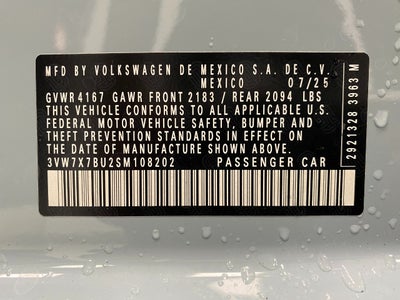 MFD BY VOLKSWAGEN DE MEXICO S.A. DE C.V.
MEXICO 07/25
GVWR 4167 GAWR FRONT 2183 / REAR 2094 LBS
THIS VEHICLE CONFORMS TO ALL APPLICABLE U.S.
FEDERAL MOTOR VEHICLE SAFETY, BUMPER, AND
THEFT PREVENTION STANDARDS IN EFFECT ON THE
DATE OF MANUFACTURE SHOWN ABOVE.
3VW7X7BU2SM108202 PASSENGER CAR
2921328 3963 M